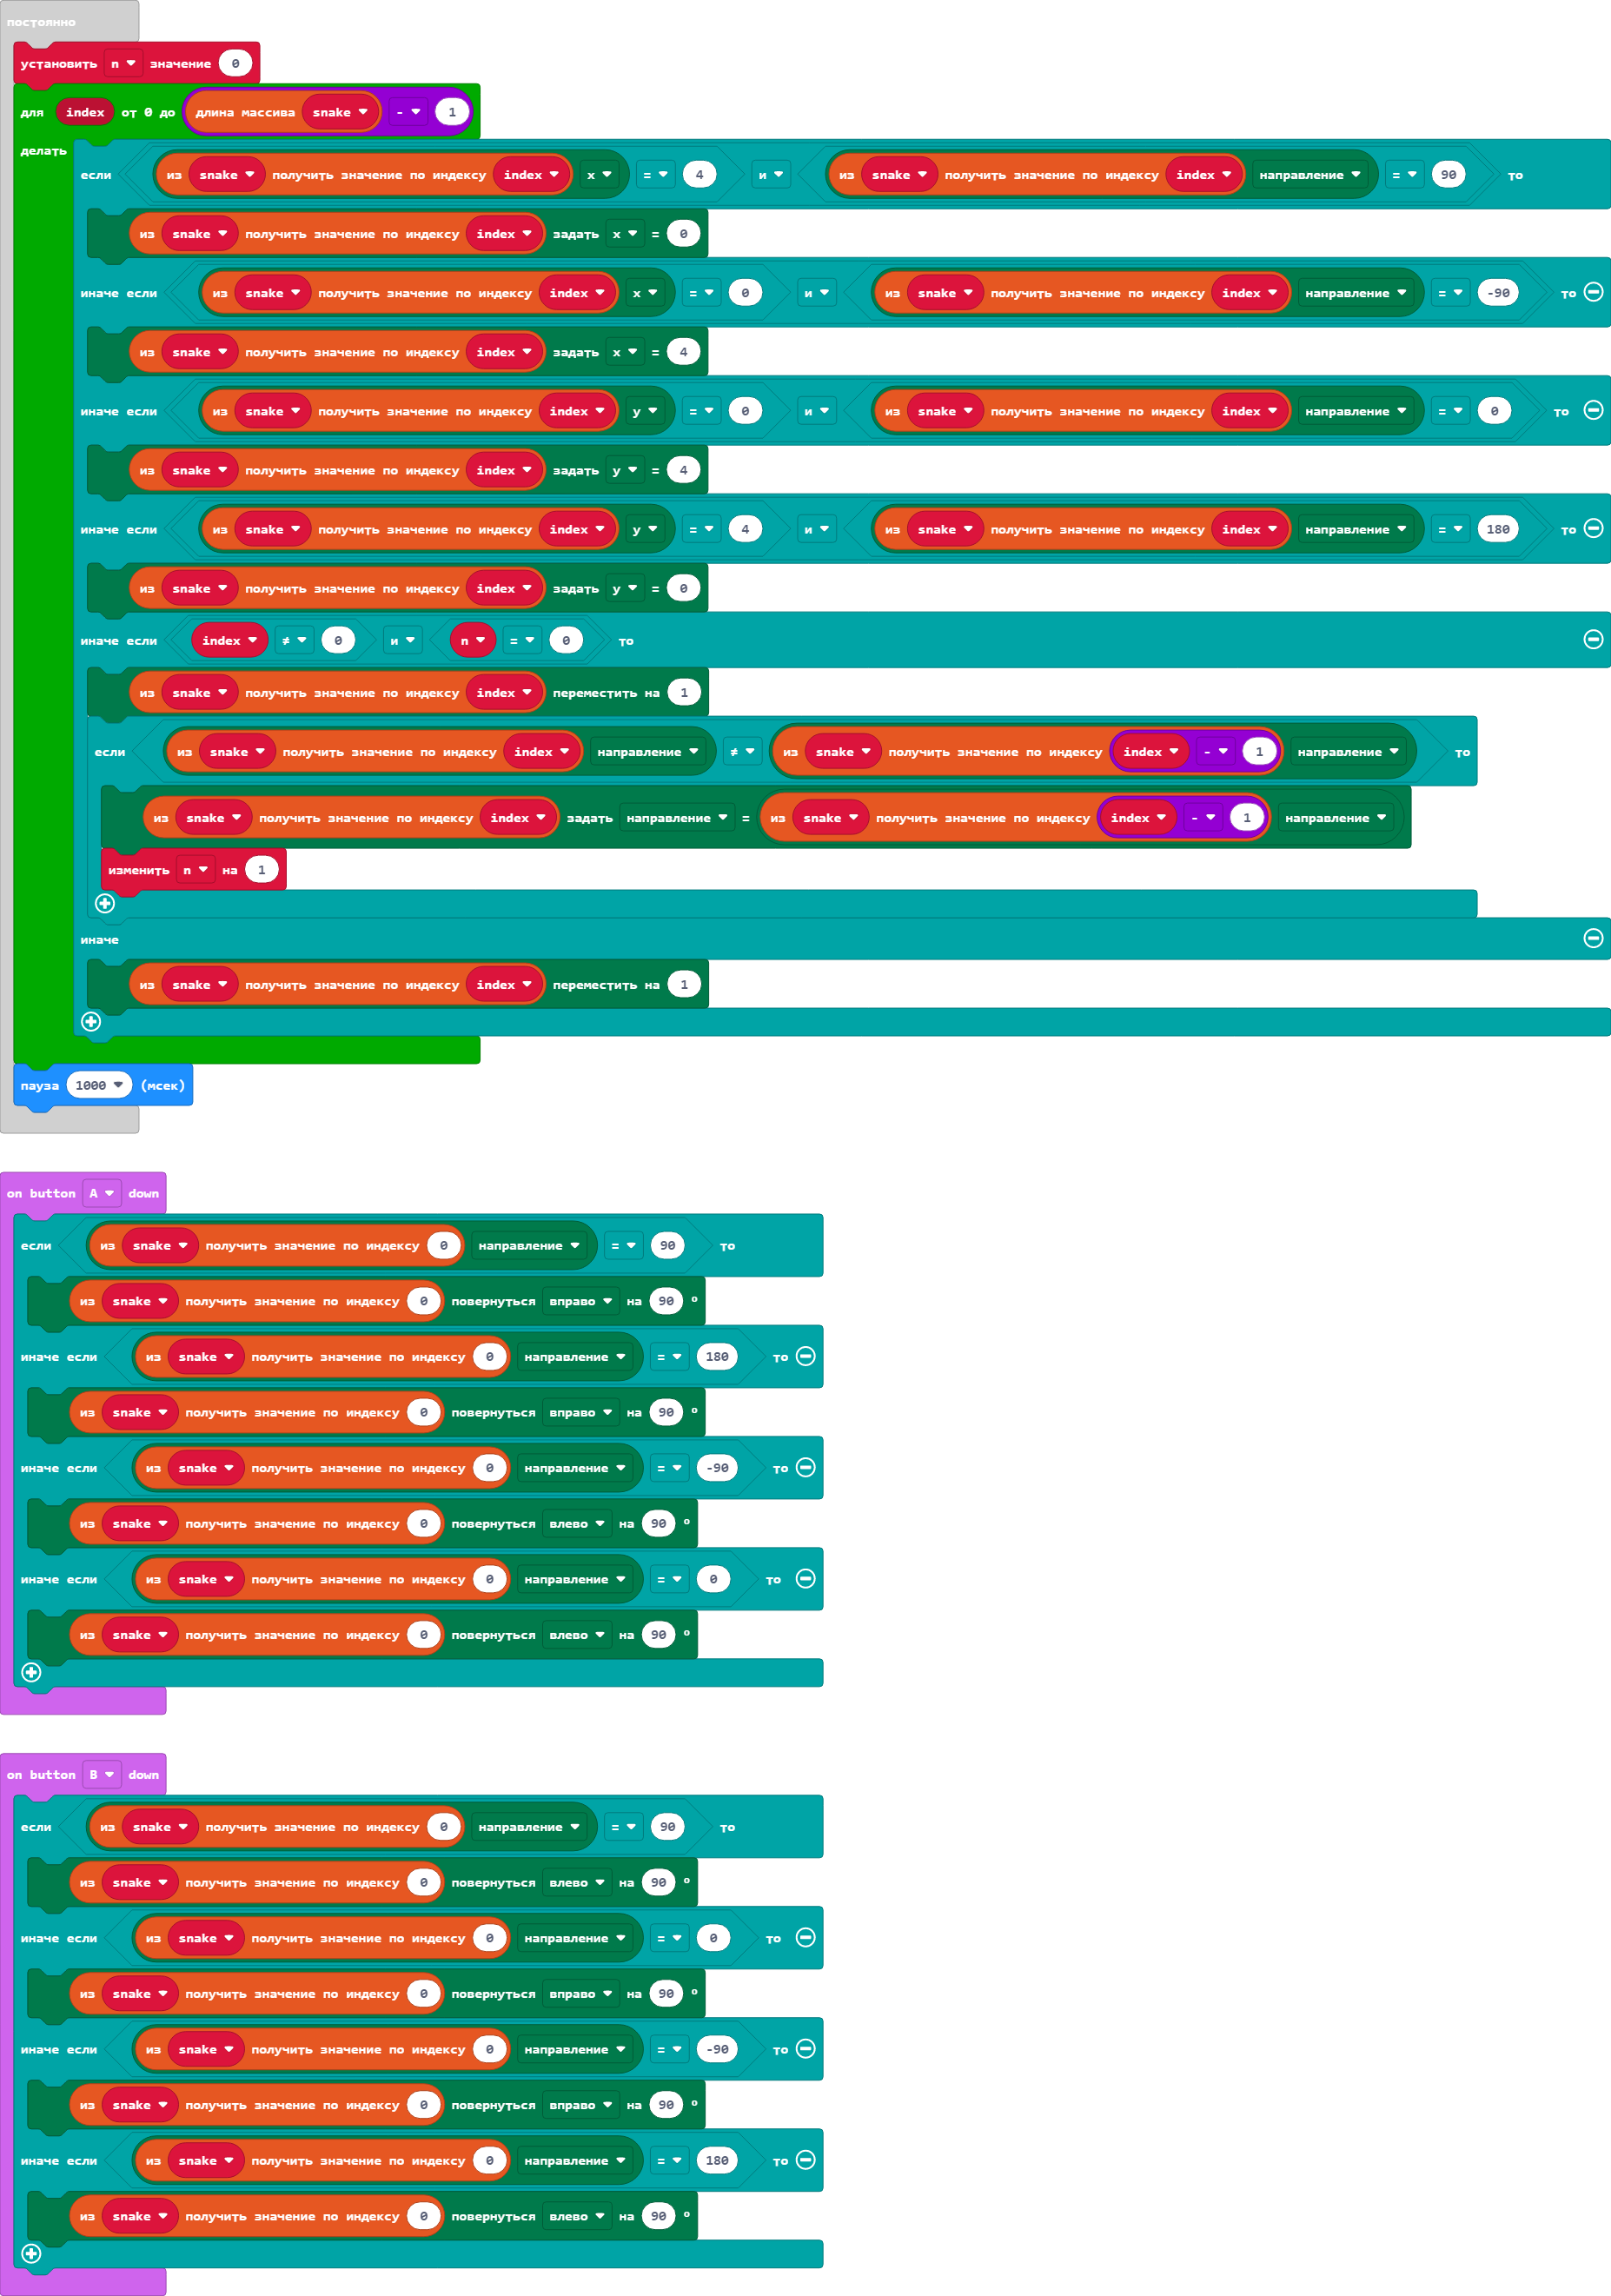 постоянно
установить n значение 0
для index от 0 до длина массива snake - 1
делать
если из snake получить значение по индексу index x = 4 и из snake получить значение по индексу index направление = 90 то
из snake получить значение по индексу index задать x = 0
иначе если из snake получить значение по индексу index x = 0 и из snake получить значение по индексу index направление = -90 то
из snake получить значение по индексу index задать x = 4
иначе если из snake получить значение по индексу index y = 0 и из snake получить значение по индексу index направление = 0 то
из snake получить значение по индексу index задать y = 4
иначе если из snake получить значение по индексу index y = 4 и из snake получить значение по индексу index направление = 180 то
из snake получить значение по индексу index задать y = 0
иначе если index ≠ 0 и n = 0 то
из snake получить значение по индексу index переместить на 1
если из snake получить значение по индексу index направление ≠ из snake получить значение по индексу index - 1 направление то
из snake получить значение по индексу index задать направление = из snake получить значение по индексу index - 1 направление
изменить n на 1
иначе
из snake получить значение по индексу index переместить на 1
пауза 1000 (мсек)
on button A down
если из snake получить значение по индексу 0 направление = 90 то
из snake получить значение по индексу 0 повернуться вправо на 90 °
иначе если из snake получить значение по индексу 0 направление = 180 то
из snake получить значение по индексу 0 повернуться вправо на 90 °
иначе если из snake получить значение по индексу 0 направление = -90 то
из snake получить значение по индексу 0 повернуться влево на 90 °
иначе если из snake получить значение по индексу 0 направление = 0 то
из snake получить значение по индексу 0 повернуться влево на 90 °
on button B down
если из snake получить значение по индексу 0 направление = 90 то
из snake получить значение по индексу 0 повернуться влево на 90 °
иначе если из snake получить значение по индексу 0 направление = 0 то
из snake получить значение по индексу 0 повернуться вправо на 90 °
иначе если из snake получить значение по индексу 0 направление = -90 то
из snake получить значение по индексу 0 повернуться вправо на 90 °
иначе если из snake получить значение по индексу 0 направление = 180 то
из snake получить значение по индексу 0 повернуться влево на 90 °